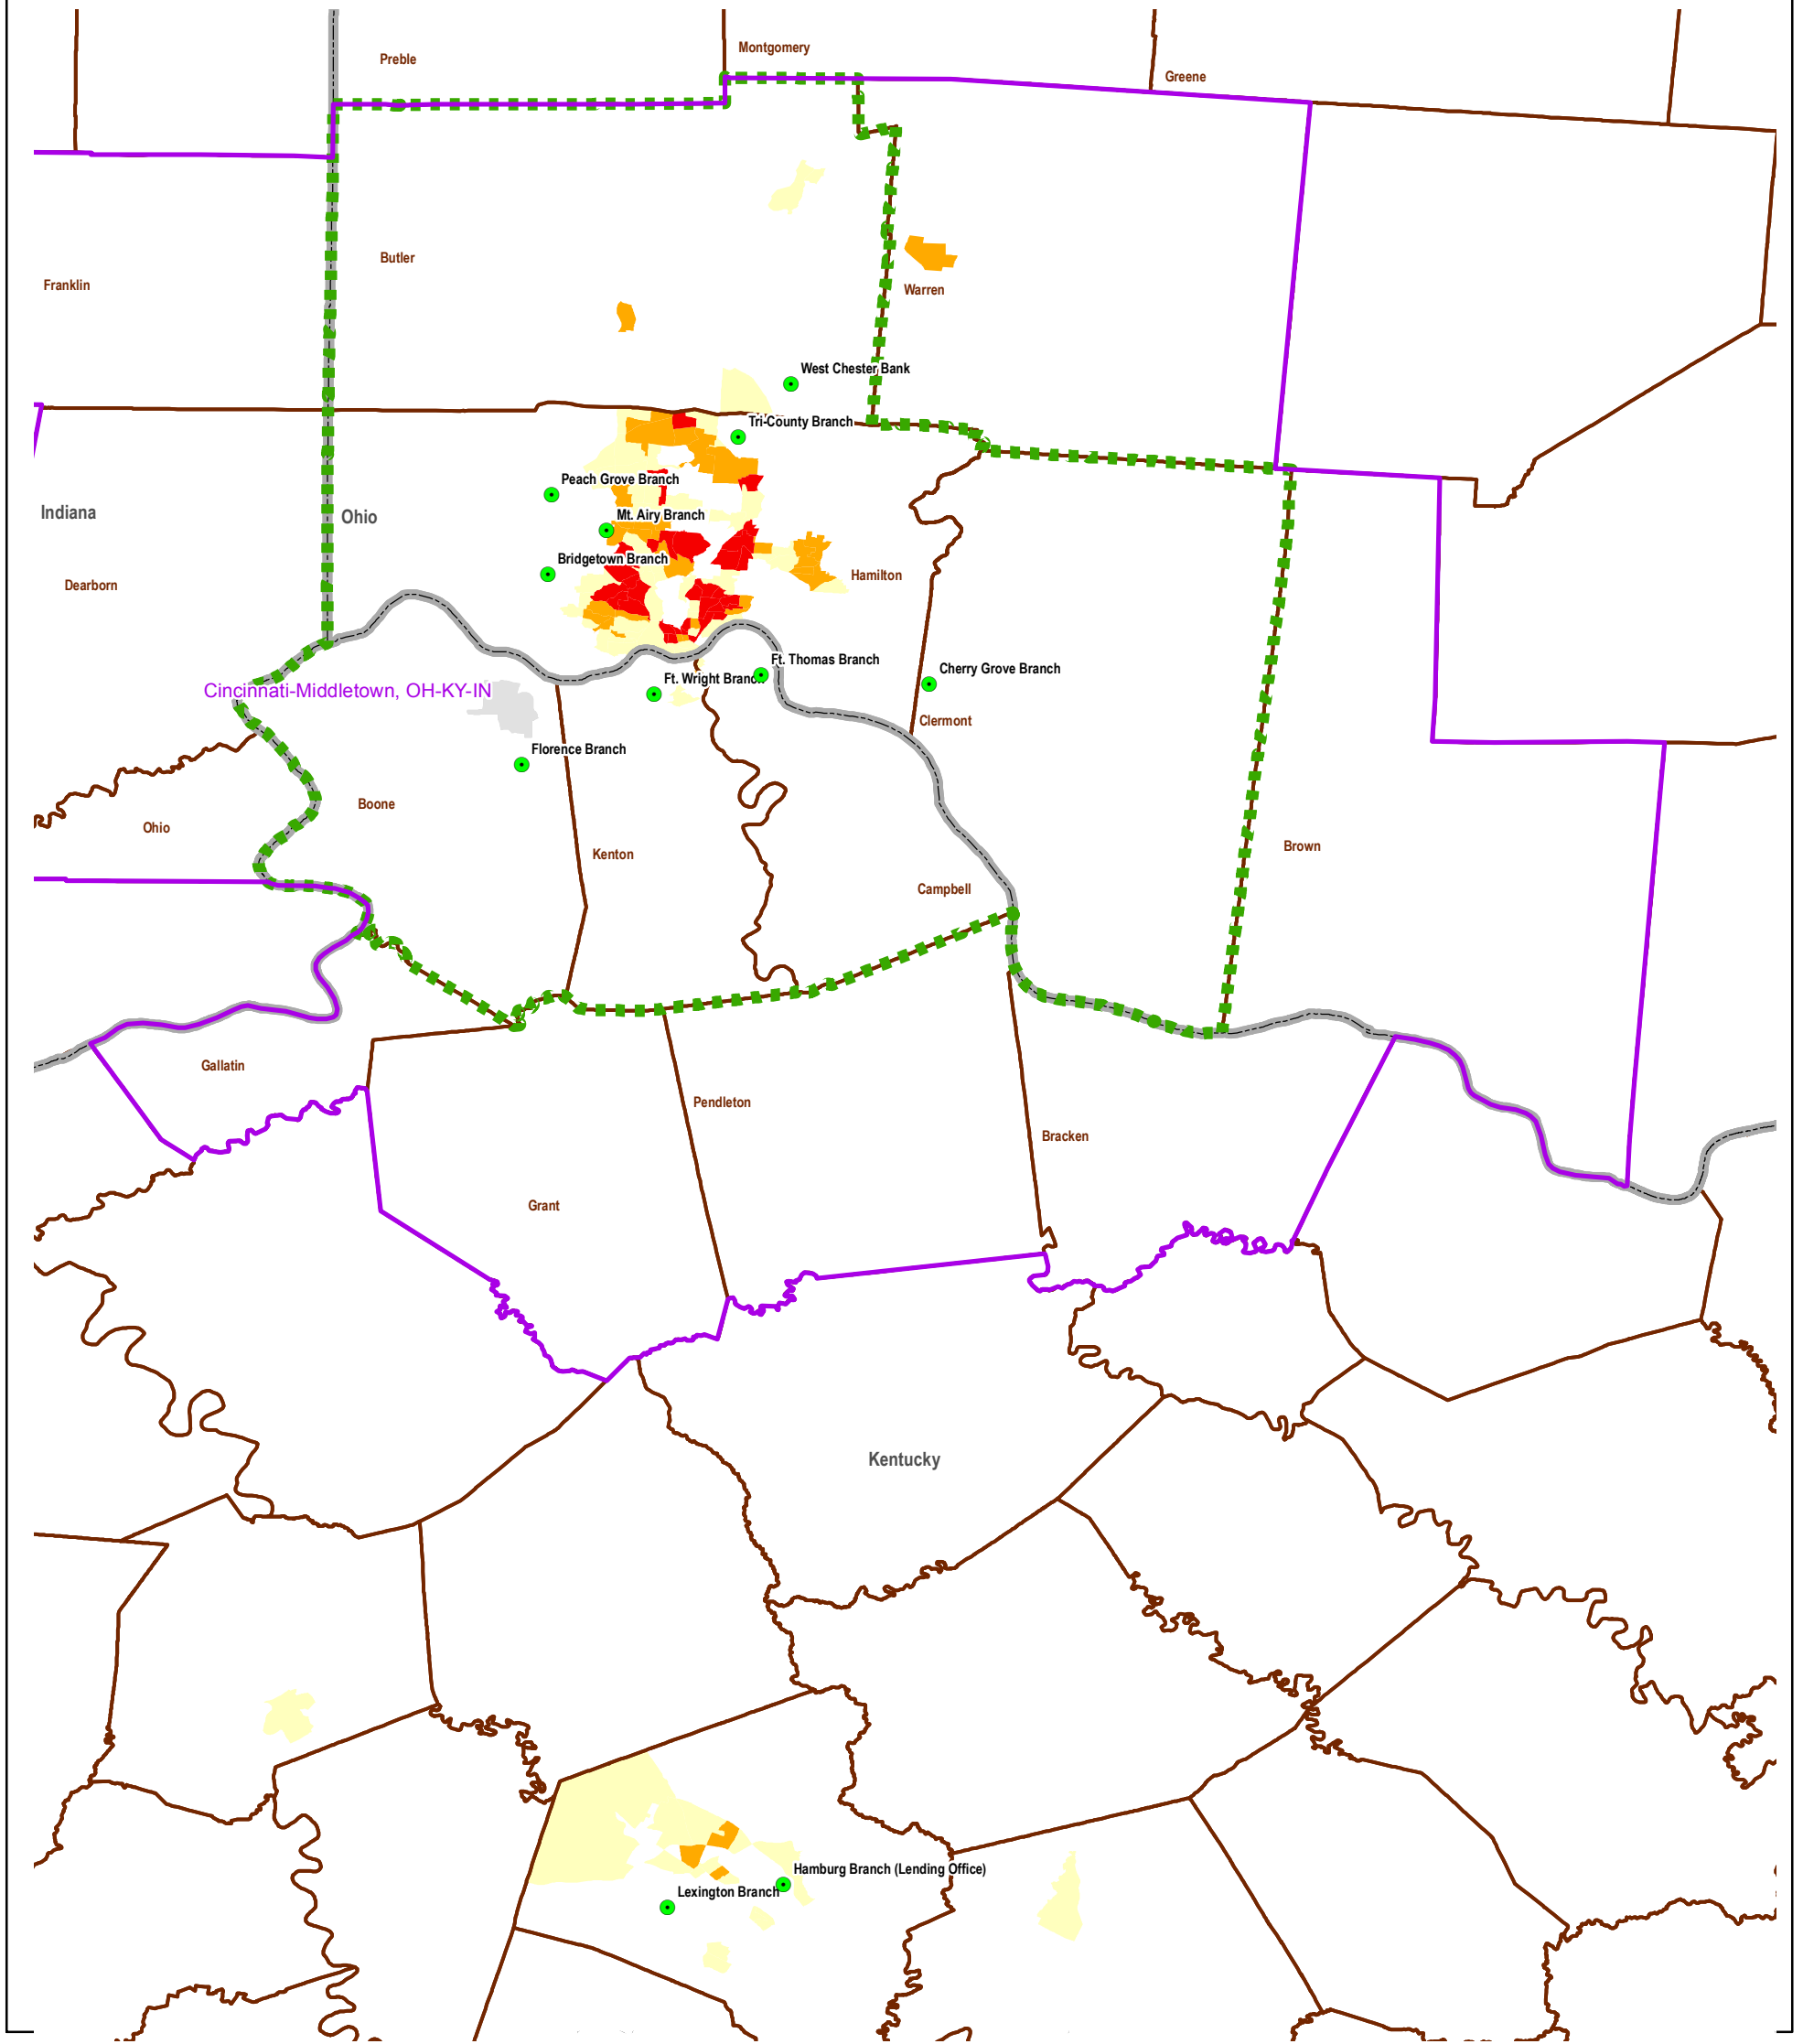 Montgomery
Preble
Greene
Butler
Franklin
Warren
West Chester Bank
Tri-County Branch
Peach Grove Branch
Indiana
Ohio
Mt. Airy Branch
Bridgetown Branch
Hamilton
Dearborn
Ft. Thomas Branch
Cherry Grove Branch
Ft. Wright Branch
Cincinnati-Middletown, OH-KY-IN
Clermont
Florence Branch
Boone
Ohio
Kenton
Brown
Campbell
Gallatin
Pendleton
Bracken
Grant
Kentucky
Hamburg Branch (Lending Office)
Lexington Branch